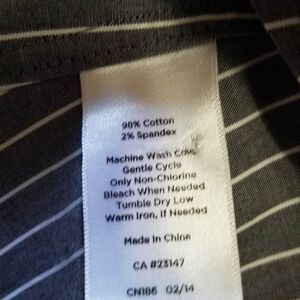 98% Cotton
2% Spandex
Machine Wash Cold
Gentle Cycle
Only Non-Chlorine
Bleach When Needed
Tumble Dry Low
Warm Iron, if Needed
Made in China
CA #23147
CN186 02/14